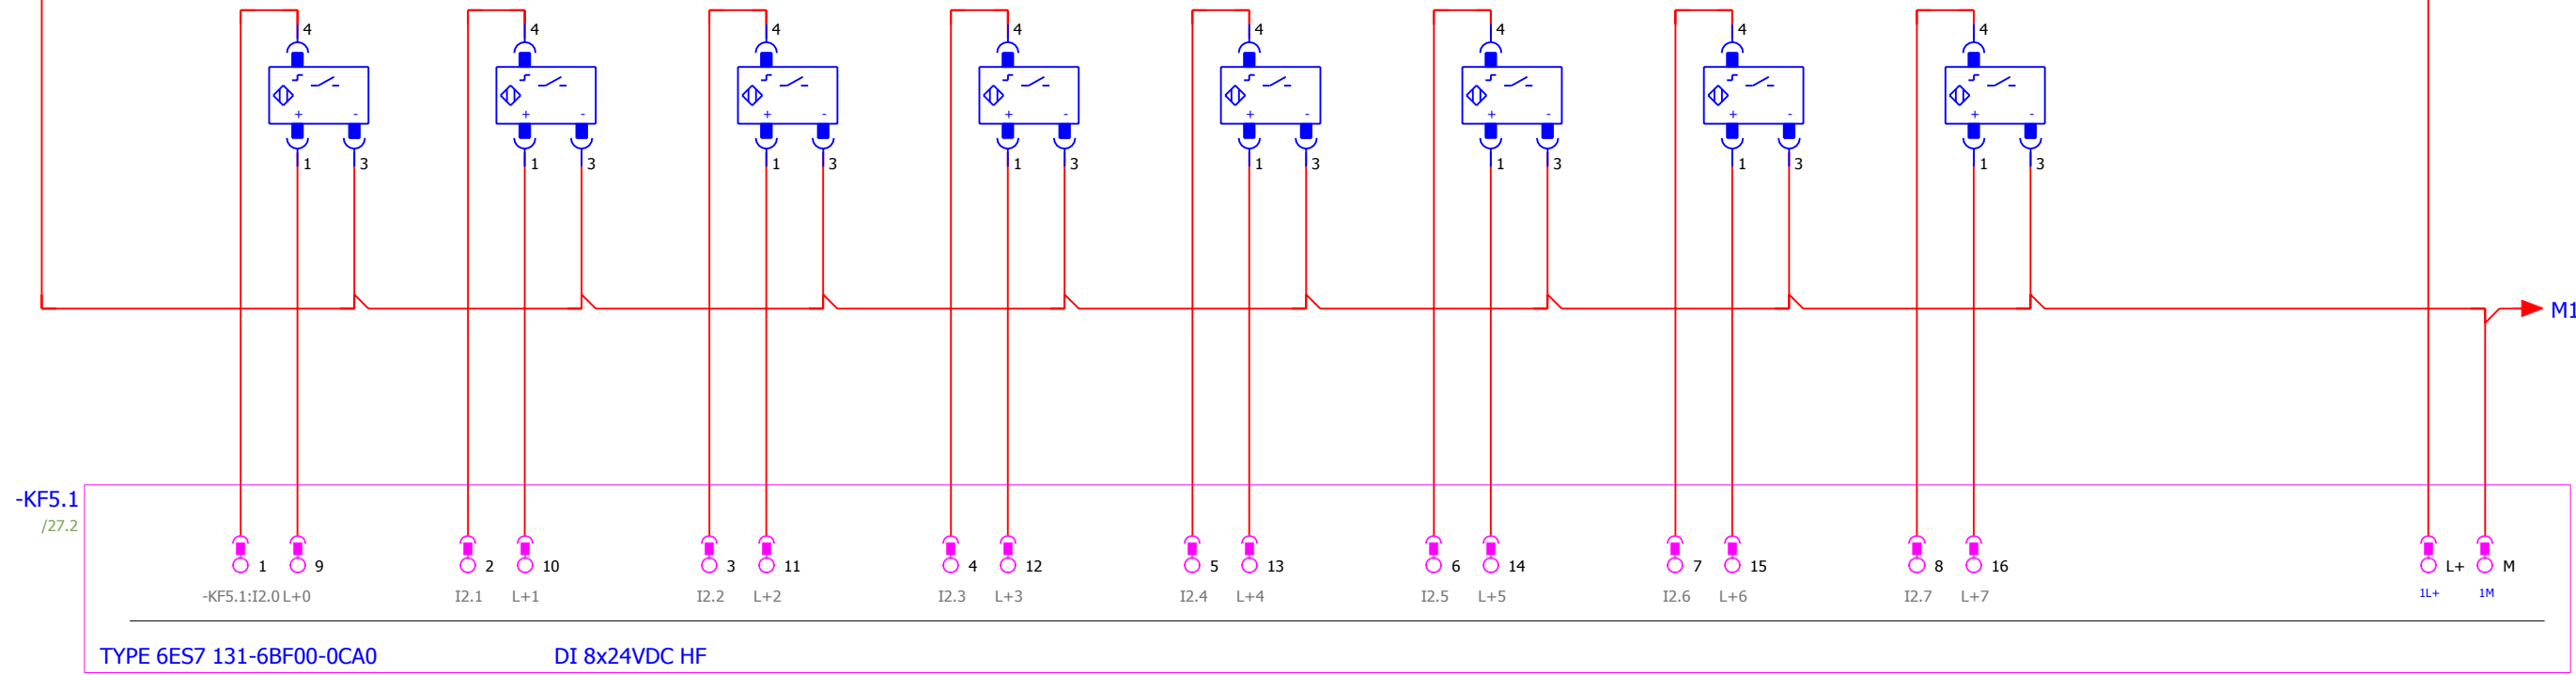 4 4 4 4 4 4 4 4
+ - + - + - + - + - + - + - + -
1 3 1 3 1 3 1 3 1 3 1 3 1 3 1 3
M1
-KF5.1
/27.2
1 9 2 10 3 11 4 12 5 13 6 14 7 15 8 16 L+ M
-KF5.1:I2.0 L+0 I2.1 L+1 I2.2 L+2 I2.3 L+3 I2.4 L+4 I2.5 L+5 I2.6 L+6 I2.7 L+7 1L+ 1M
TYPE 6ES7 131-6BF00-0CA0 DI 8x24VDC HF